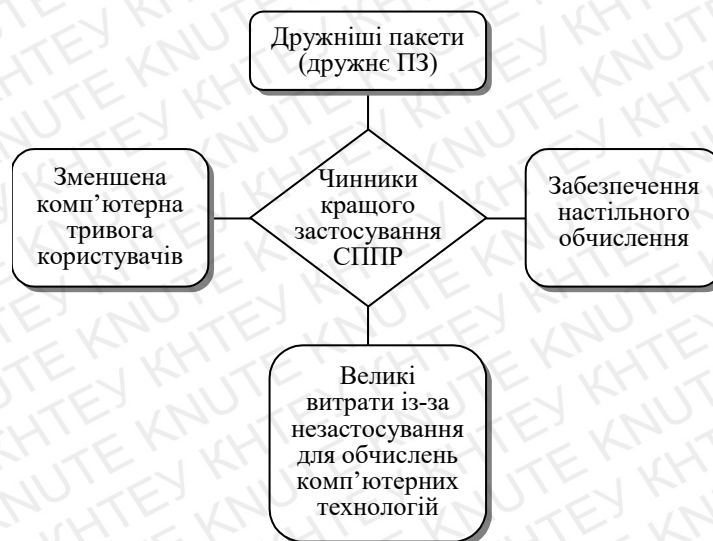 Дружніші пакети
(дружнє ПЗ)
Зменшена
комп’ютерна
тривога
користувачів
Чинники
кращого
застосування
СППР
Забезпечення
настільного
обчислення
Великі
витрати із-за
незастосування
для обчислень
комп’ютерних
технологій